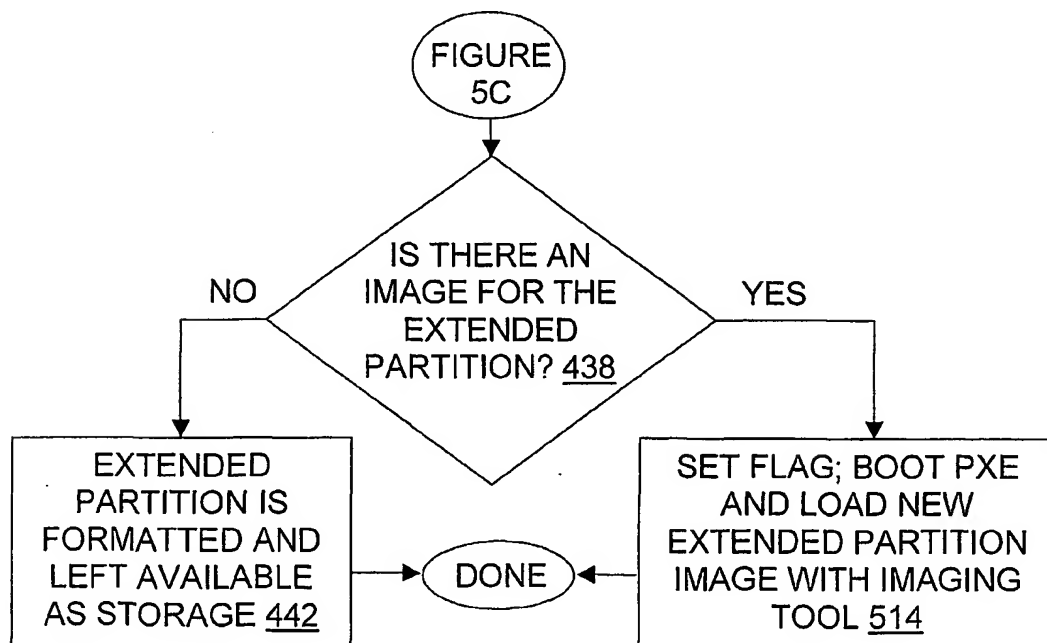 FIGURE
5C
IS THERE AN
IMAGE FOR THE
EXTENDED
PARTITION? 438
NO
YES
EXTENDED
PARTITION IS
FORMATTED AND
LEFT AVAILABLE
AS STORAGE 442
DONE
SET FLAG; BOOT PXE
AND LOAD NEW
EXTENDED PARTITION
IMAGE WITH IMAGING
TOOL 514